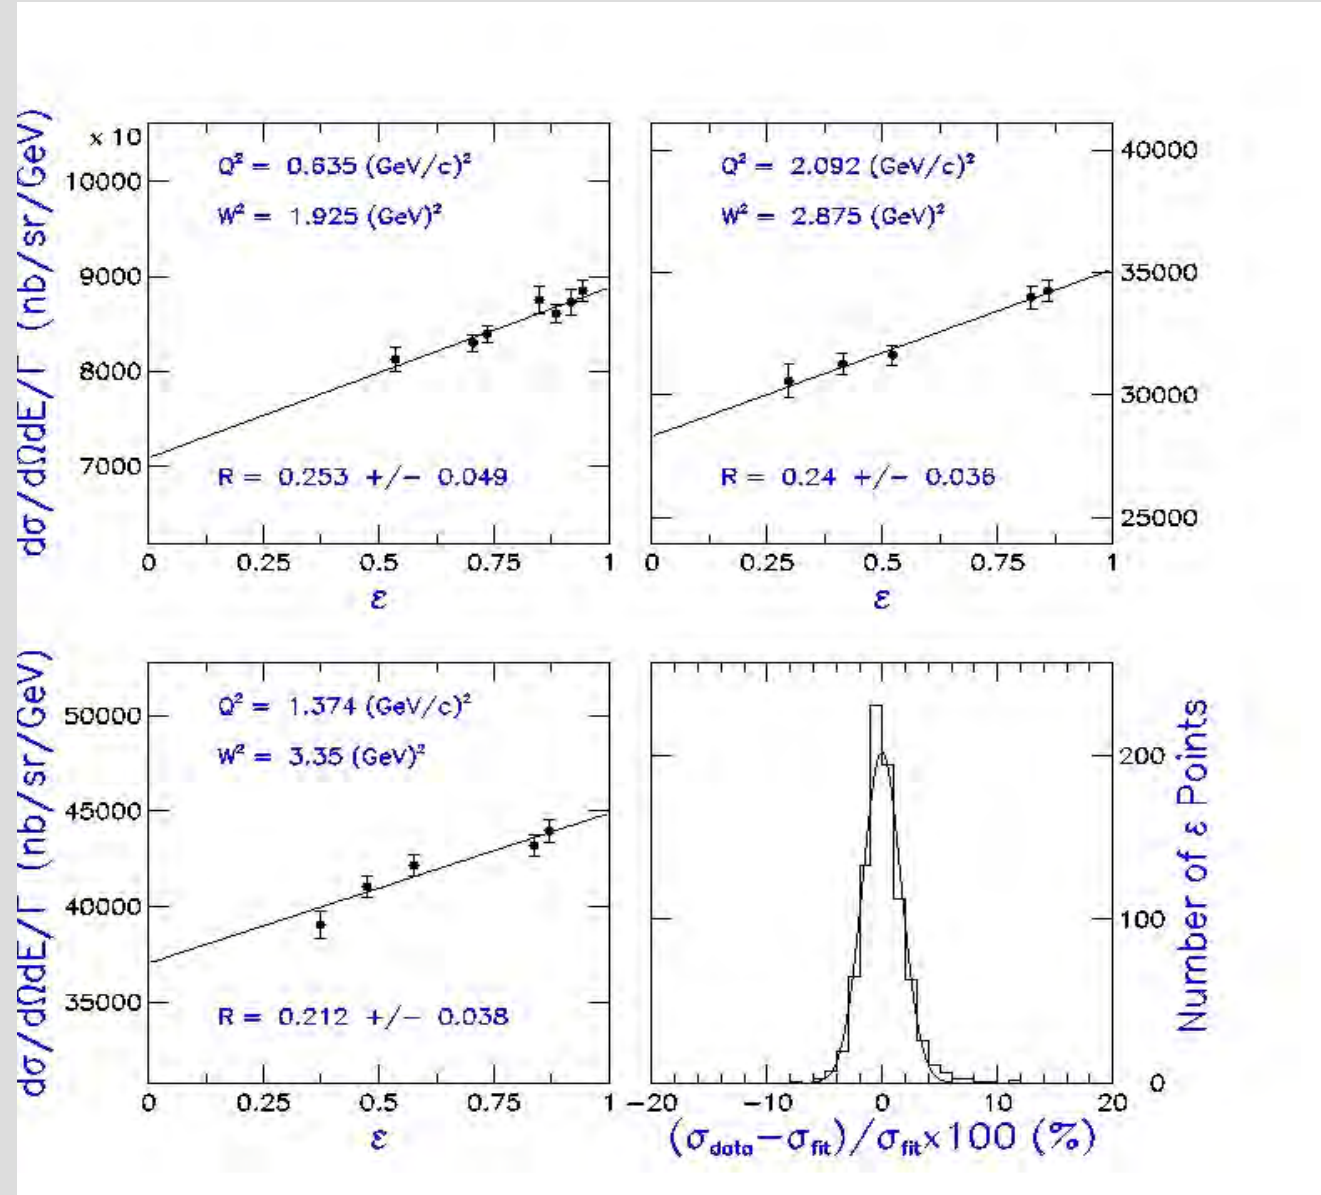 x 10
dσ/dΩdE/Γ (nb/sr/GeV)
10000
9000
8000
7000
Q² = 0.635 (GeV/c)²
W² = 1.925 (GeV)²
R = 0.253 +/- 0.049
0 0.25 0.5 0.75 1
ε
Q² = 2.092 (GeV/c)²
W² = 2.875 (GeV)²
R = 0.24 +/- 0.036
40000
35000
30000
25000
0 0.25 0.5 0.75 1
ε
dσ/dΩdE/Γ (nb/sr/GeV)
50000
45000
40000
35000
Q² = 1.374 (GeV/c)²
W² = 3.35 (GeV)²
R = 0.212 +/- 0.038
0 0.25 0.5 0.75 1
ε
200
100
0
Number of ε Points
-20 -10 0 10 20
(σdata-σfit)/σfitx100 (%)